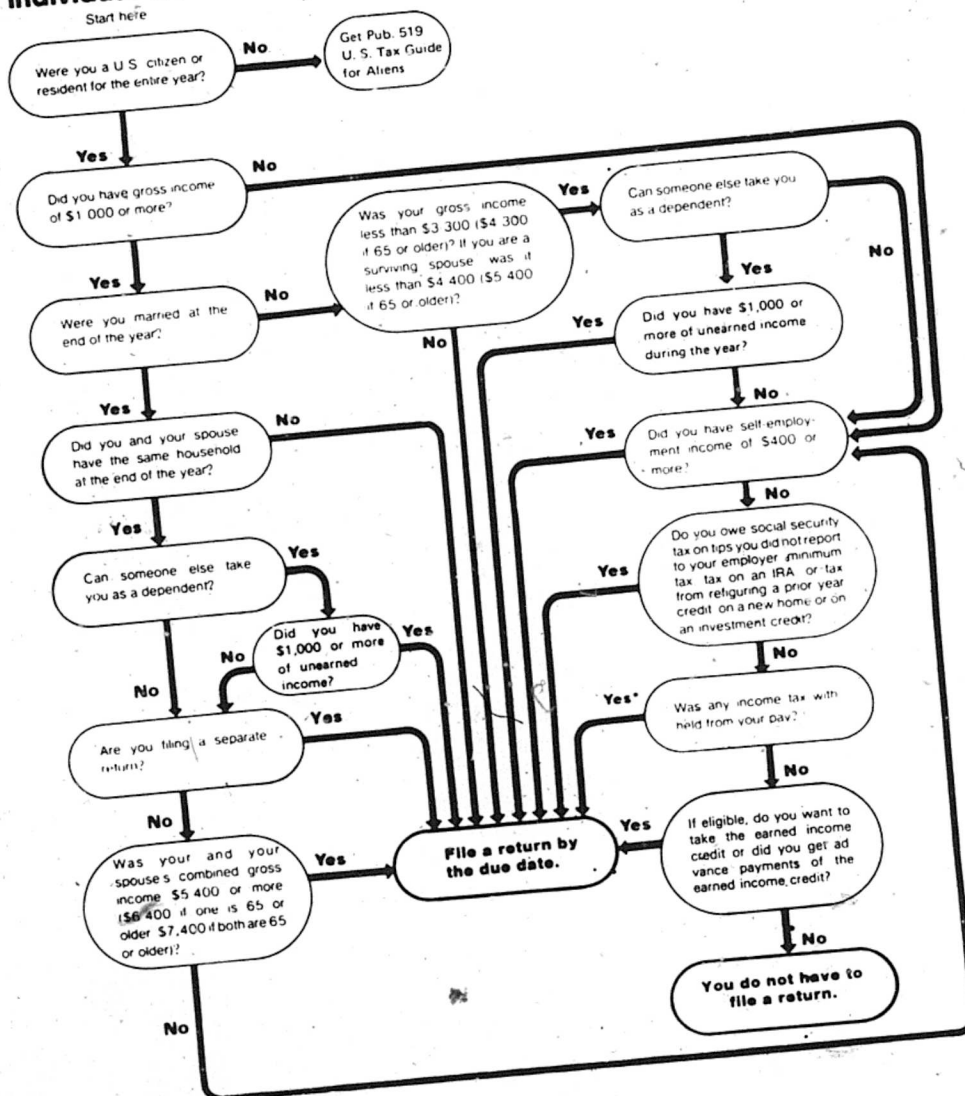 Start here
Were you a U S citizen or
resident for the entire year?
No
Get Pub. 519
U. S. Tax Guide
for Aliens
Yes
No
Did you have gross income
of $1 000 or more?
Was your gross income
less than $3 300 ($4 300
if 65 or older)? If you are a
surviving spouse was it
less than $4 400 ($5 400
if 65 or older)?
Yes
Can someone else take you
as a dependent?
No
Yes
No
Yes
Were you married at the
end of the year?
No
Yes
Did you have $1,000 or
more of unearned income
during the year?
No
Yes
No
Did you and your spouse
have the same household
at the end of the year?
Yes
Did you have self-employ-
ment income of $400 or
more?
No
Yes
Do you owe social security
tax on tips you did not report
to your employer minimum
tax tax on an IRA or tax
from refiguring a prior year
credit on a new home or on
an investment credit?
Yes
No
Can someone else take
you as a dependent?
Yes
Did you have
$1,000 or more
of unearned
income?
Yes
No
No
Yes
Was any income tax with
held from your pay?
No
Are you filing a separate
return?
Yes
No
Was your and your
spouse's combined gross
income $5 400 or more
($6 400 if one is 65 or
older $7,400 if both are 65
or older)?
Yes
No
File a return by
the due date.
Yes
If eligible, do you want to
take the earned income
credit or did you get ad
vance payments of the
earned income credit?
No
You do not have to
file a return.